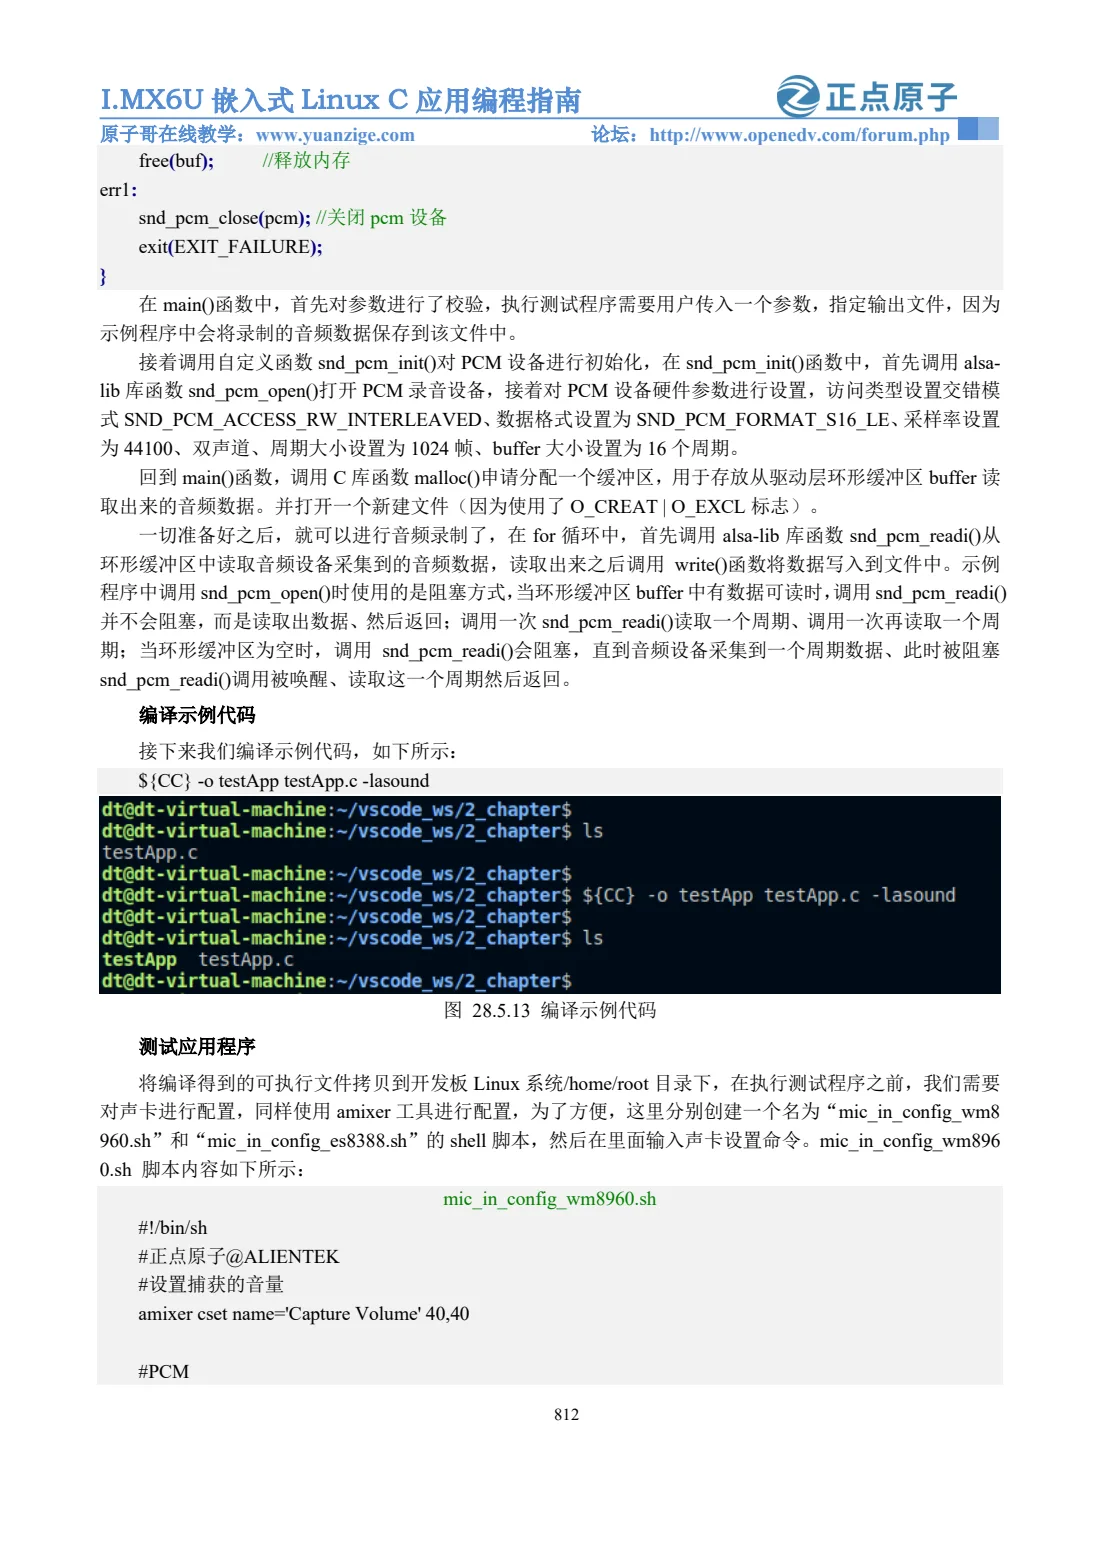 I.MX6U 嵌入式 Linux C 应用编程指南
正点原子
原子哥在线教学：www.yuanzige.com 论坛：http://www.openedv.com/forum.php
free(buf); //释放内存
err1:
snd_pcm_close(pcm); //关闭 pcm 设备
exit(EXIT_FAILURE);
}
在 main()函数中，首先对参数进行了校验，执行测试程序需要用户传入一个参数，指定输出文件，因为
示例程序中会将录制的音频数据保存到该文件中。
接着调用自定义函数 snd_pcm_init()对 PCM 设备进行初始化，在 snd_pcm_init()函数中，首先调用 alsa-
lib 库函数 snd_pcm_open()打开 PCM 录音设备，接着对 PCM 设备硬件参数进行设置，访问类型设置交错模
式 SND_PCM_ACCESS_RW_INTERLEAVED、数据格式设置为 SND_PCM_FORMAT_S16_LE、采样率设置
为 44100、双声道、周期大小设置为 1024 帧、buffer 大小设置为 16 个周期。
回到 main()函数，调用 C 库函数 malloc()申请分配一个缓冲区，用于存放从驱动层环形缓冲区 buffer 读
取出来的音频数据。并打开一个新建文件（因为使用了 O_CREAT | O_EXCL 标志）。
一切准备好之后，就可以进行音频录制了，在 for 循环中，首先调用 alsa-lib 库函数 snd_pcm_readi()从
环形缓冲区中读取音频设备采集到的音频数据，读取出来之后调用 write()函数将数据写入到文件中。示例
程序中调用 snd_pcm_open()时使用的是阻塞方式，当环形缓冲区 buffer 中有数据可读时，调用 snd_pcm_readi()
并不会阻塞，而是读取出数据、然后返回；调用一次 snd_pcm_readi()读取一个周期、调用一次再读取一个周
期；当环形缓冲区为空时，调用 snd_pcm_readi()会阻塞，直到音频设备采集到一个周期数据、此时被阻塞
snd_pcm_readi()调用被唤醒、读取这一个周期然后返回。
编译示例代码
接下来我们编译示例代码，如下所示：
${CC} -o testApp testApp.c -lasound
dt@dt-virtual-machine:~/vscode_ws/2_chapter$
dt@dt-virtual-machine:~/vscode_ws/2_chapter$ ls
testApp.c
dt@dt-virtual-machine:~/vscode_ws/2_chapter$
dt@dt-virtual-machine:~/vscode_ws/2_chapter$ ${CC} -o testApp testApp.c -lasound
dt@dt-virtual-machine:~/vscode_ws/2_chapter$
dt@dt-virtual-machine:~/vscode_ws/2_chapter$ ls
testApp testApp.c
dt@dt-virtual-machine:~/vscode_ws/2_chapter$
图 28.5.13 编译示例代码
测试应用程序
将编译得到的可执行文件拷贝到开发板 Linux 系统/home/root 目录下，在执行测试程序之前，我们需要
对声卡进行配置，同样使用 amixer 工具进行配置，为了方便，这里分别创建一个名为“mic_in_config_wm8
960.sh”和“mic_in_config_es8388.sh”的 shell 脚本，然后在里面输入声卡设置命令。mic_in_config_wm896
0.sh 脚本内容如下所示：
mic_in_config_wm8960.sh
#!/bin/sh
#正点原子@ALIENTEK
#设置捕获的音量
amixer cset name='Capture Volume' 40,40
#PCM
812